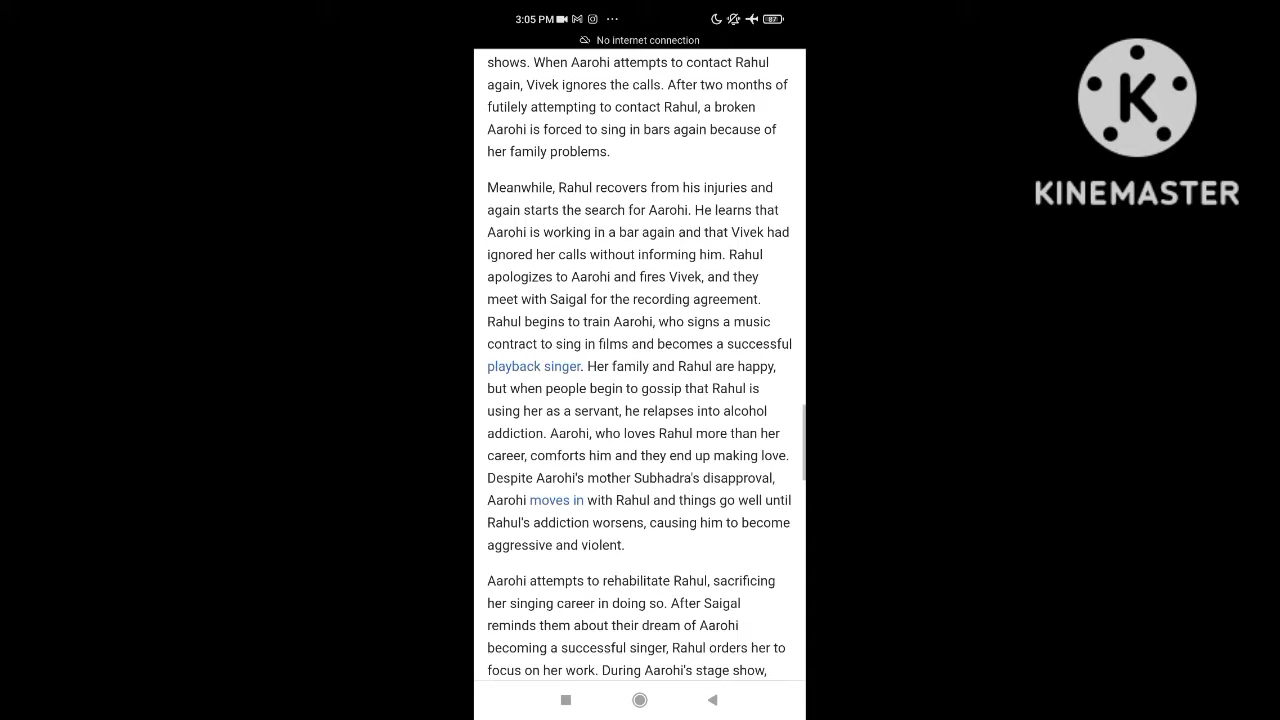 3:05 PM
87
No internet connection
K
KINEMASTER
shows. When Aarohi attempts to contact Rahul
again, Vivek ignores the calls. After two months of
futilely attempting to contact Rahul, a broken
Aarohi is forced to sing in bars again because of
her family problems.
Meanwhile, Rahul recovers from his injuries and
again starts the search for Aarohi. He learns that
Aarohi is working in a bar again and that Vivek had
ignored her calls without informing him. Rahul
apologizes to Aarohi and fires Vivek, and they
meet with Saigal for the recording agreement.
Rahul begins to train Aarohi, who signs a music
contract to sing in films and becomes a successful
playback singer. Her family and Rahul are happy,
but when people begin to gossip that Rahul is
using her as a servant, he relapses into alcohol
addiction. Aarohi, who loves Rahul more than her
career, comforts him and they end up making love.
Despite Aarohi's mother Subhadra's disapproval,
Aarohi moves in with Rahul and things go well until
Rahul's addiction worsens, causing him to become
aggressive and violent.
Aarohi attempts to rehabilitate Rahul, sacrificing
her singing career in doing so. After Saigal
reminds them about their dream of Aarohi
becoming a successful singer, Rahul orders her to
focus on her work. During Aarohi's stage show,